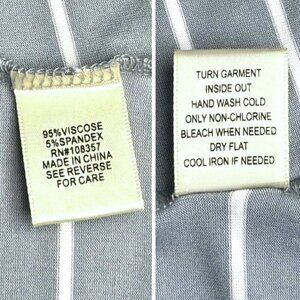 95%VISCOSE
5%SPANDEX
RN#108357
MADE IN CHINA
SEE REVERSE
FOR CARE
TURN GARMENT
INSIDE OUT
HAND WASH COLD
ONLY NON-CHLORINE
BLEACH WHEN NEEDED
DRY FLAT
COOL IRON IF NEEDED